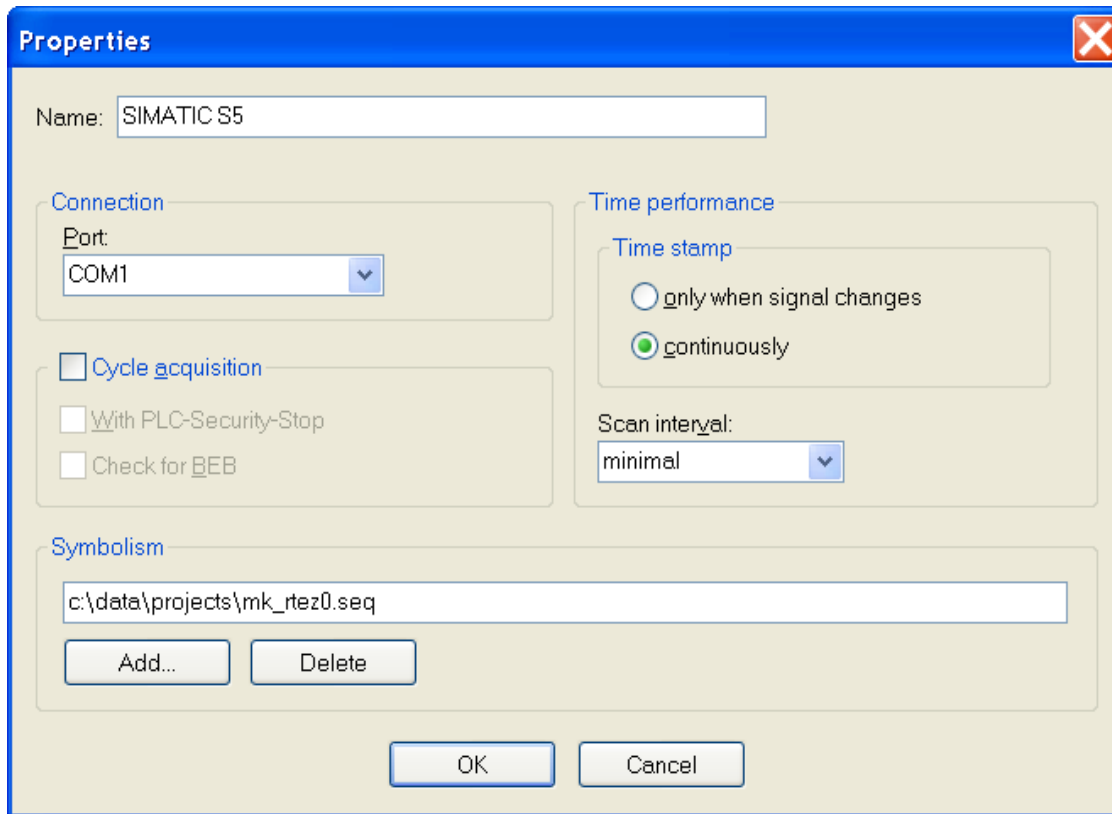 Properties
Name: SIMATIC S5
Connection
Port:
COM1
Cycle acquisition
With PLC-Security-Stop
Check for BEB
Time performance
Time stamp
only when signal changes
continuously
Scan interval:
minimal
Symbolism
c:\data\projects\mk_rtez0.seq
Add... Delete
OK Cancel